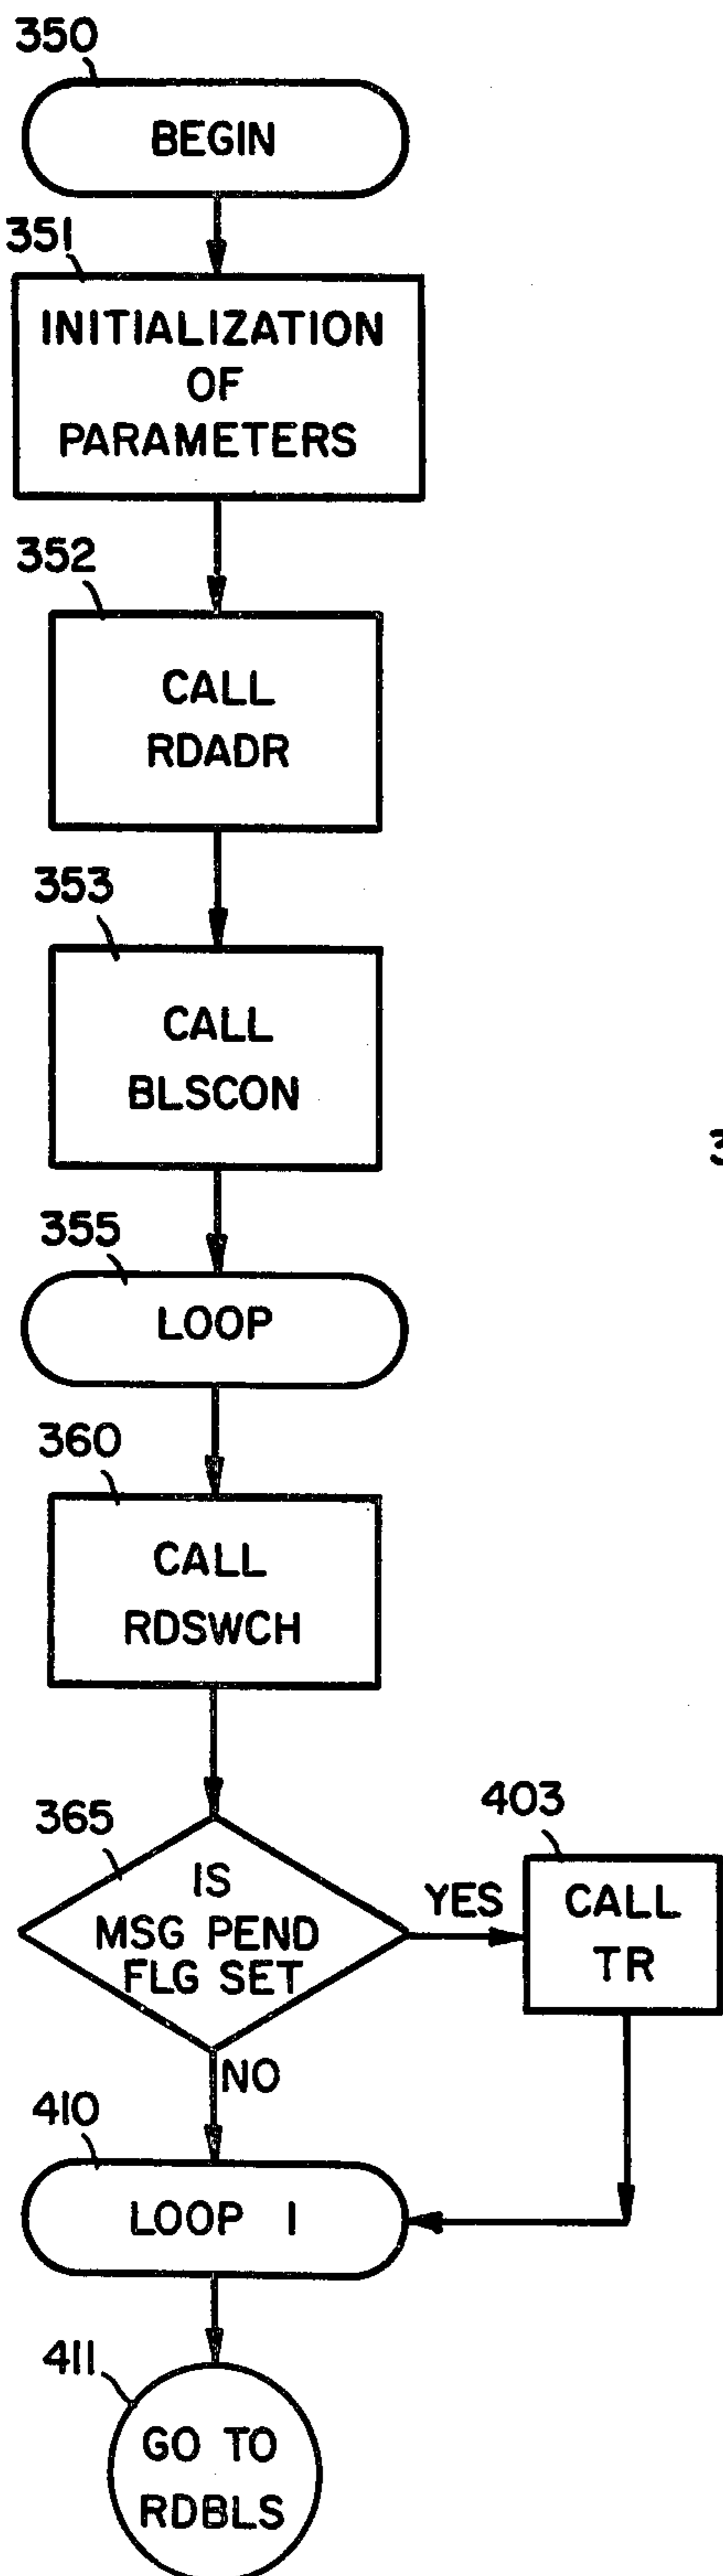 350
BEGIN
351
INITIALIZATION
OF
PARAMETERS
352
CALL
RDADR
353
CALL
BLSCON
3
355
LOOP
360
CALL
RDSWCH
365
IS
MSG PEND
FLG SET
YES
403
CALL
TR
NO
410
LOOP 1
411
GO TO
RDBLS